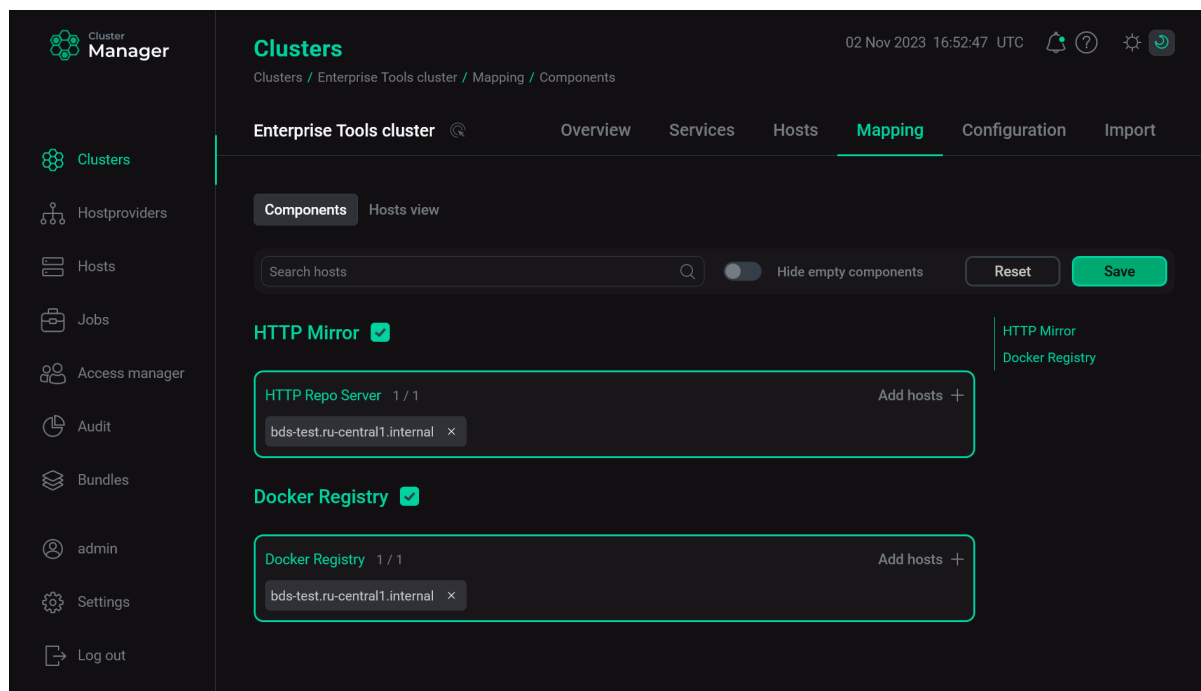 Cluster
Manager
Clusters
02 Nov 2023 16:52:47 UTC
Clusters / Enterprise Tools cluster / Mapping / Components
Enterprise Tools cluster
Overview
Services
Hosts
Mapping
Configuration
Import
Clusters
Hostproviders
Hosts
Jobs
Access manager
Audit
Bundles
admin
Settings
Log out
Components
Hosts view
Search hosts
Hide empty components
Reset
Save
HTTP Mirror
HTTP Repo Server 1 / 1
Add hosts +
bds-test.ru-central1.internal ×
Docker Registry
Docker Registry 1 / 1
Add hosts +
bds-test.ru-central1.internal ×
HTTP Mirror
Docker Registry